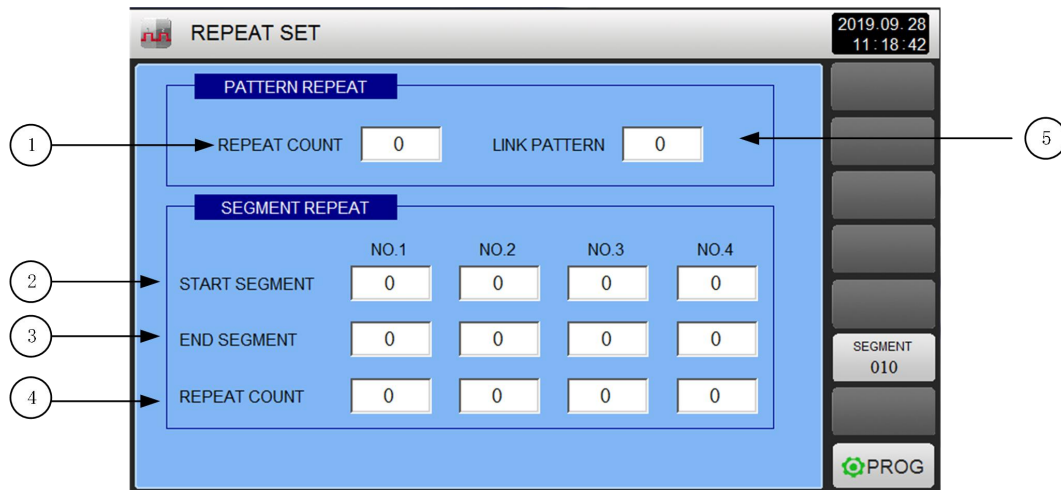 REPEAT SET
2019.09.28
11:18:42
PATTERN REPEAT
1
REPEAT COUNT 0 LINK PATTERN 0
5
SEGMENT REPEAT
NO.1 NO.2 NO.3 NO.4
2
START SEGMENT 0 0 0 0
3
END SEGMENT 0 0 0 0
4
REPEAT COUNT 0 0 0 0
SEGMENT
010
PROG